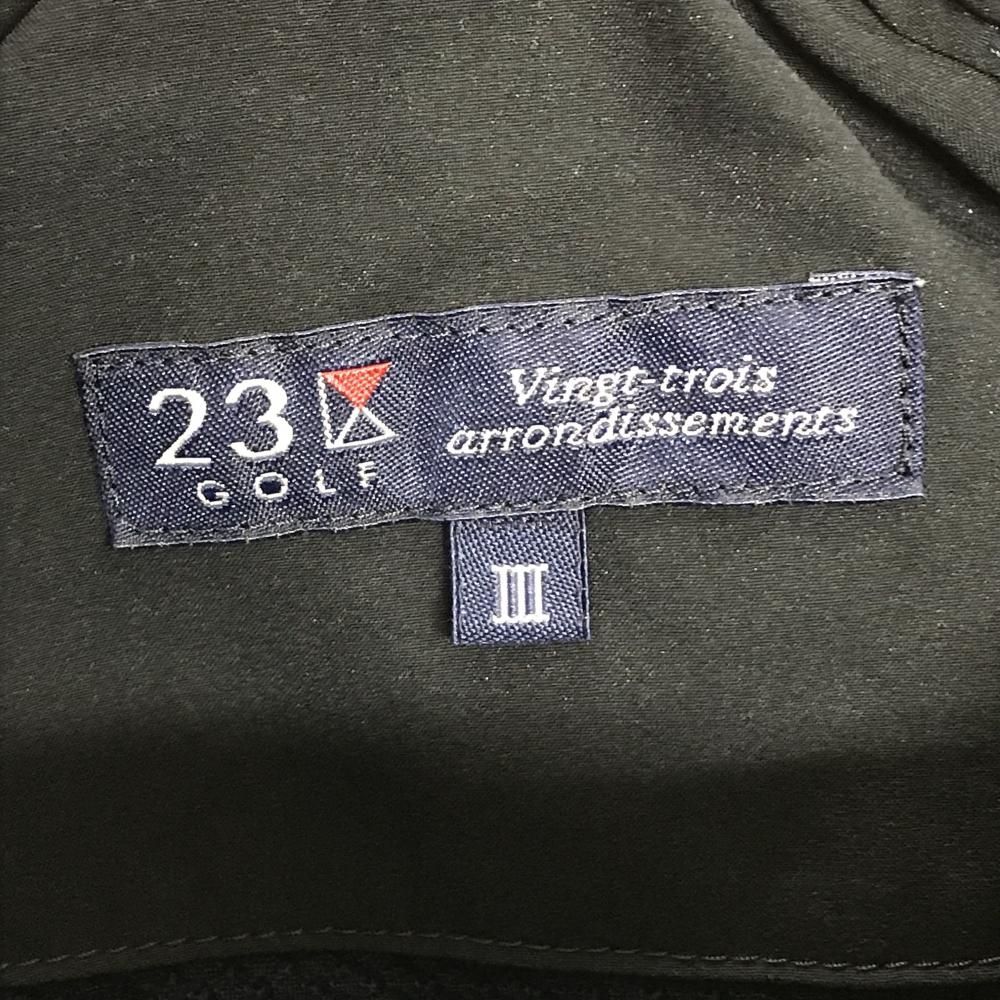 23
GOLF
Vingt-trois
arrondissements
III